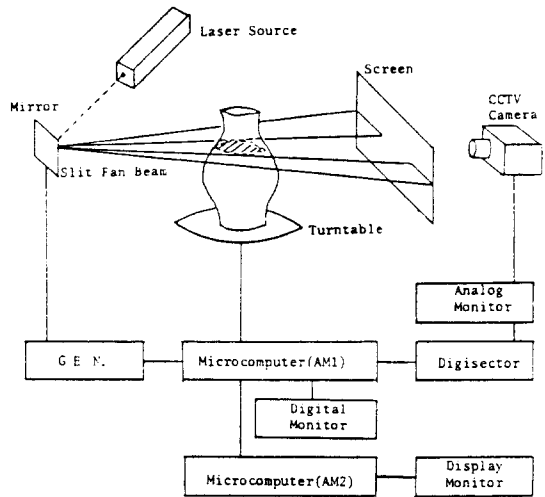 Laser Source
Screen
Mirror
CCTV
Camera
Slit Fan Beam
Turntable
Analog
Monitor
G E N.
Microcomputer(AM1)
Digisector
Digital
Monitor
Microcomputer(AM2)
Display
Monitor